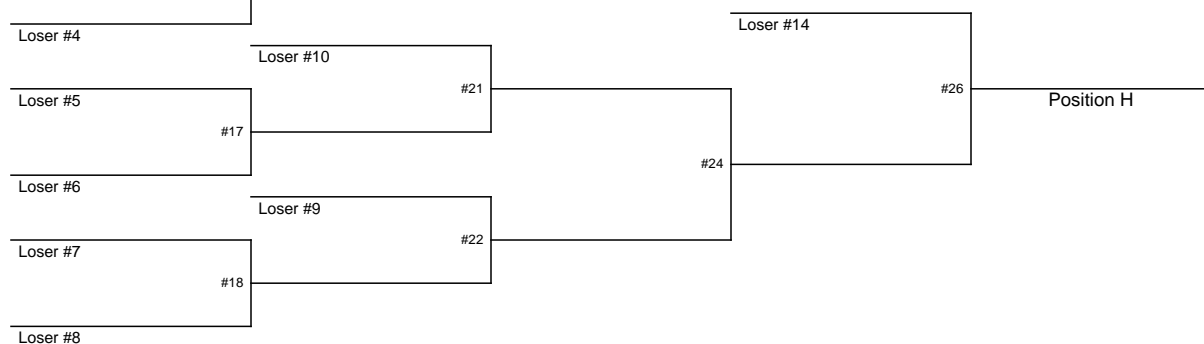 Loser #4
Loser #10
Loser #14
#21
#26
Loser #5
Position H
#17
#24
Loser #6
Loser #9
#22
Loser #7
#18
Loser #8